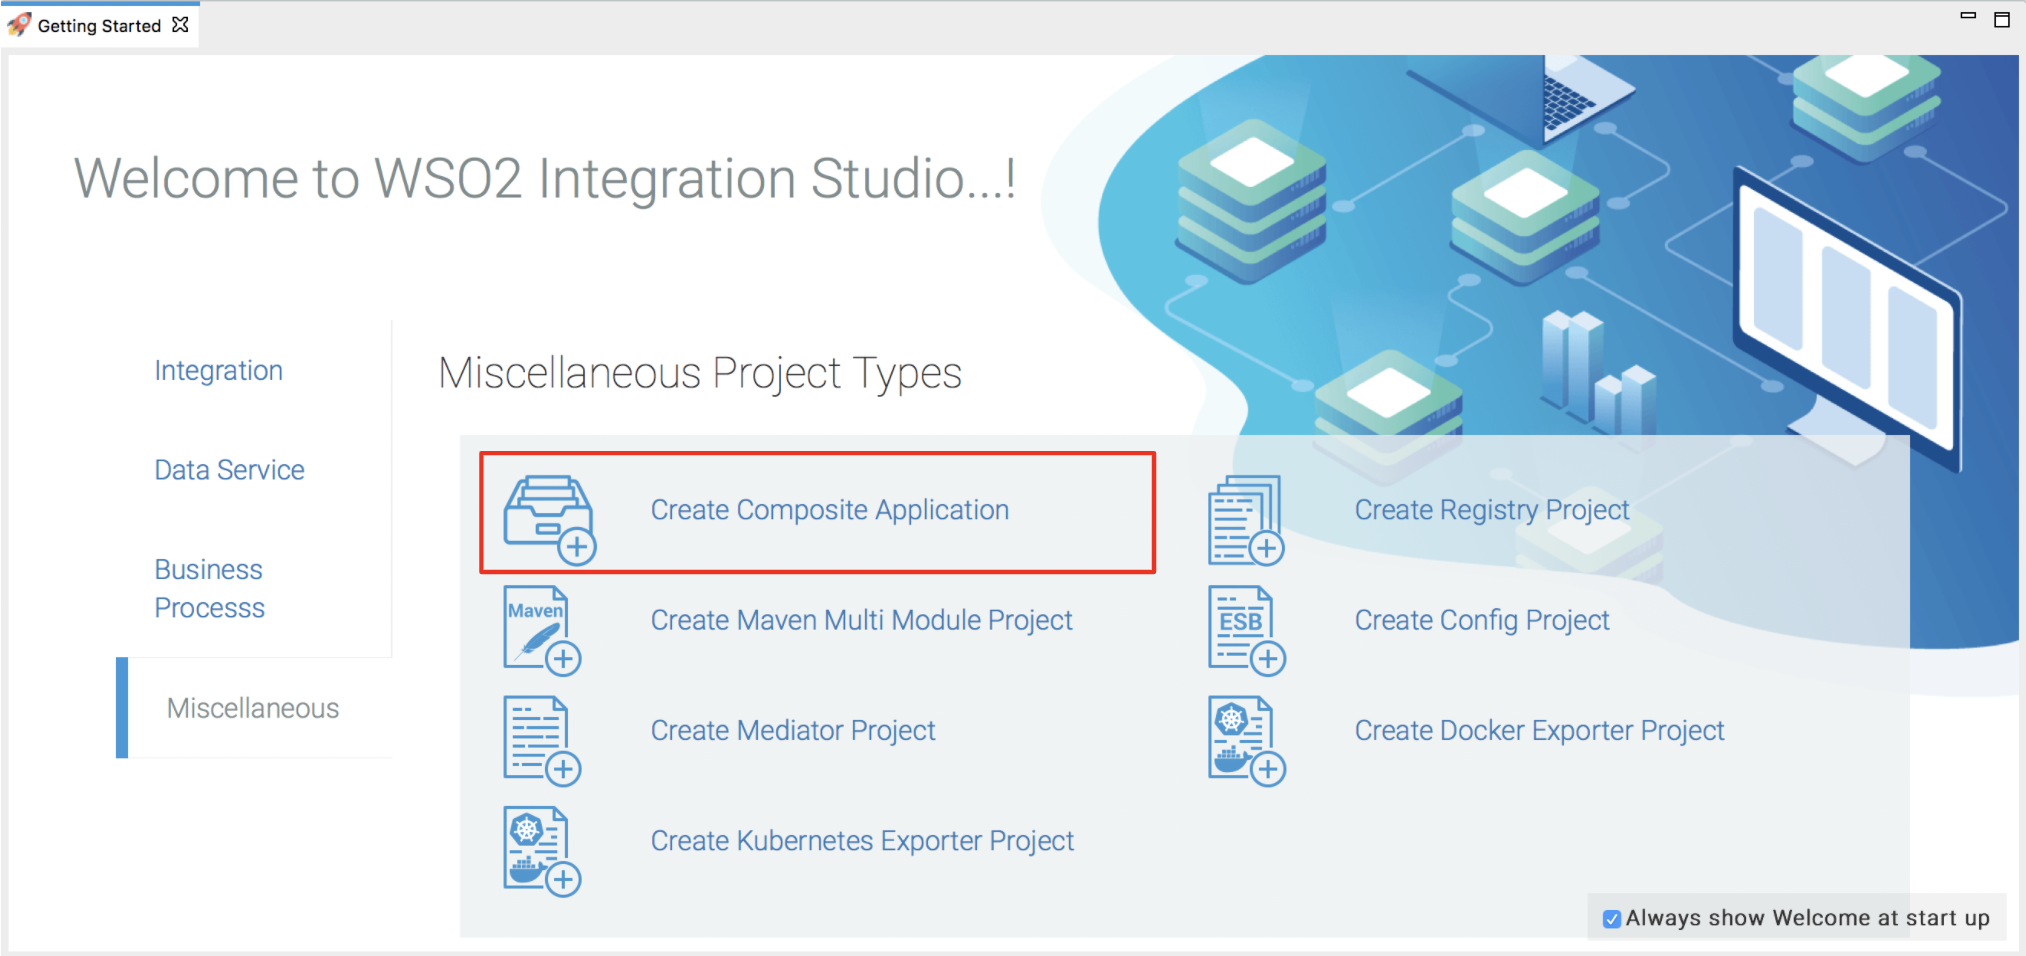 Getting Started
Welcome to WSO2 Integration Studio...!
Integration
Data Service
Business
Processs
Miscellaneous
Miscellaneous Project Types
Create Composite Application
Create Registry Project
Maven
Create Maven Multi Module Project
ESB
Create Config Project
Create Mediator Project
Create Docker Exporter Project
Create Kubernetes Exporter Project
Always show Welcome at start up